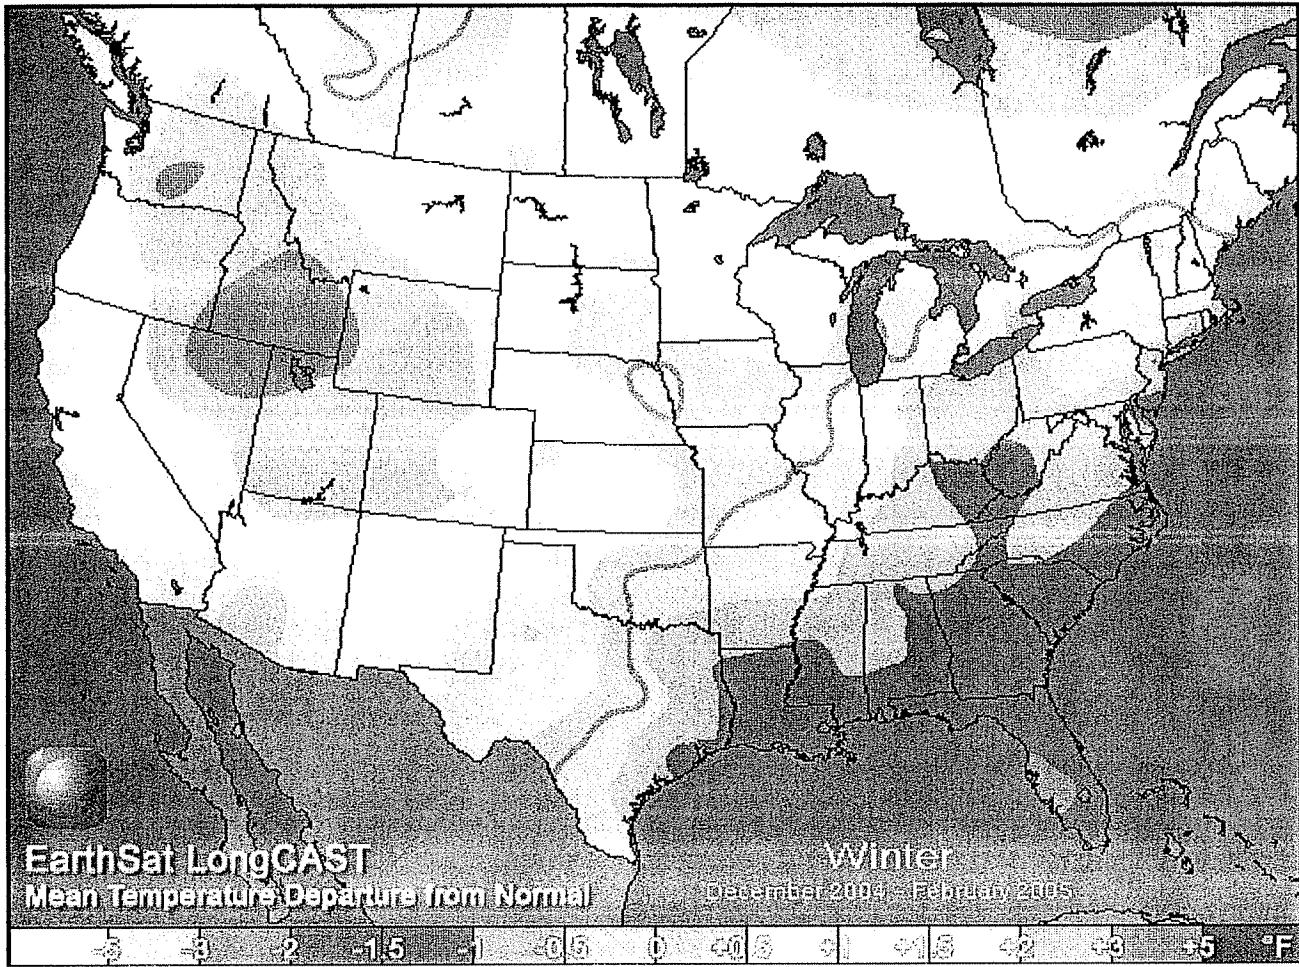 EarthSat LongCAST
Mean Temperature Departure from Normal
Winter
December 2004 - February 2005
-5 -3 -2 -1.5 -1 -0.5 0 +0.5 +1 +1.5 +2 +3 +5 °F